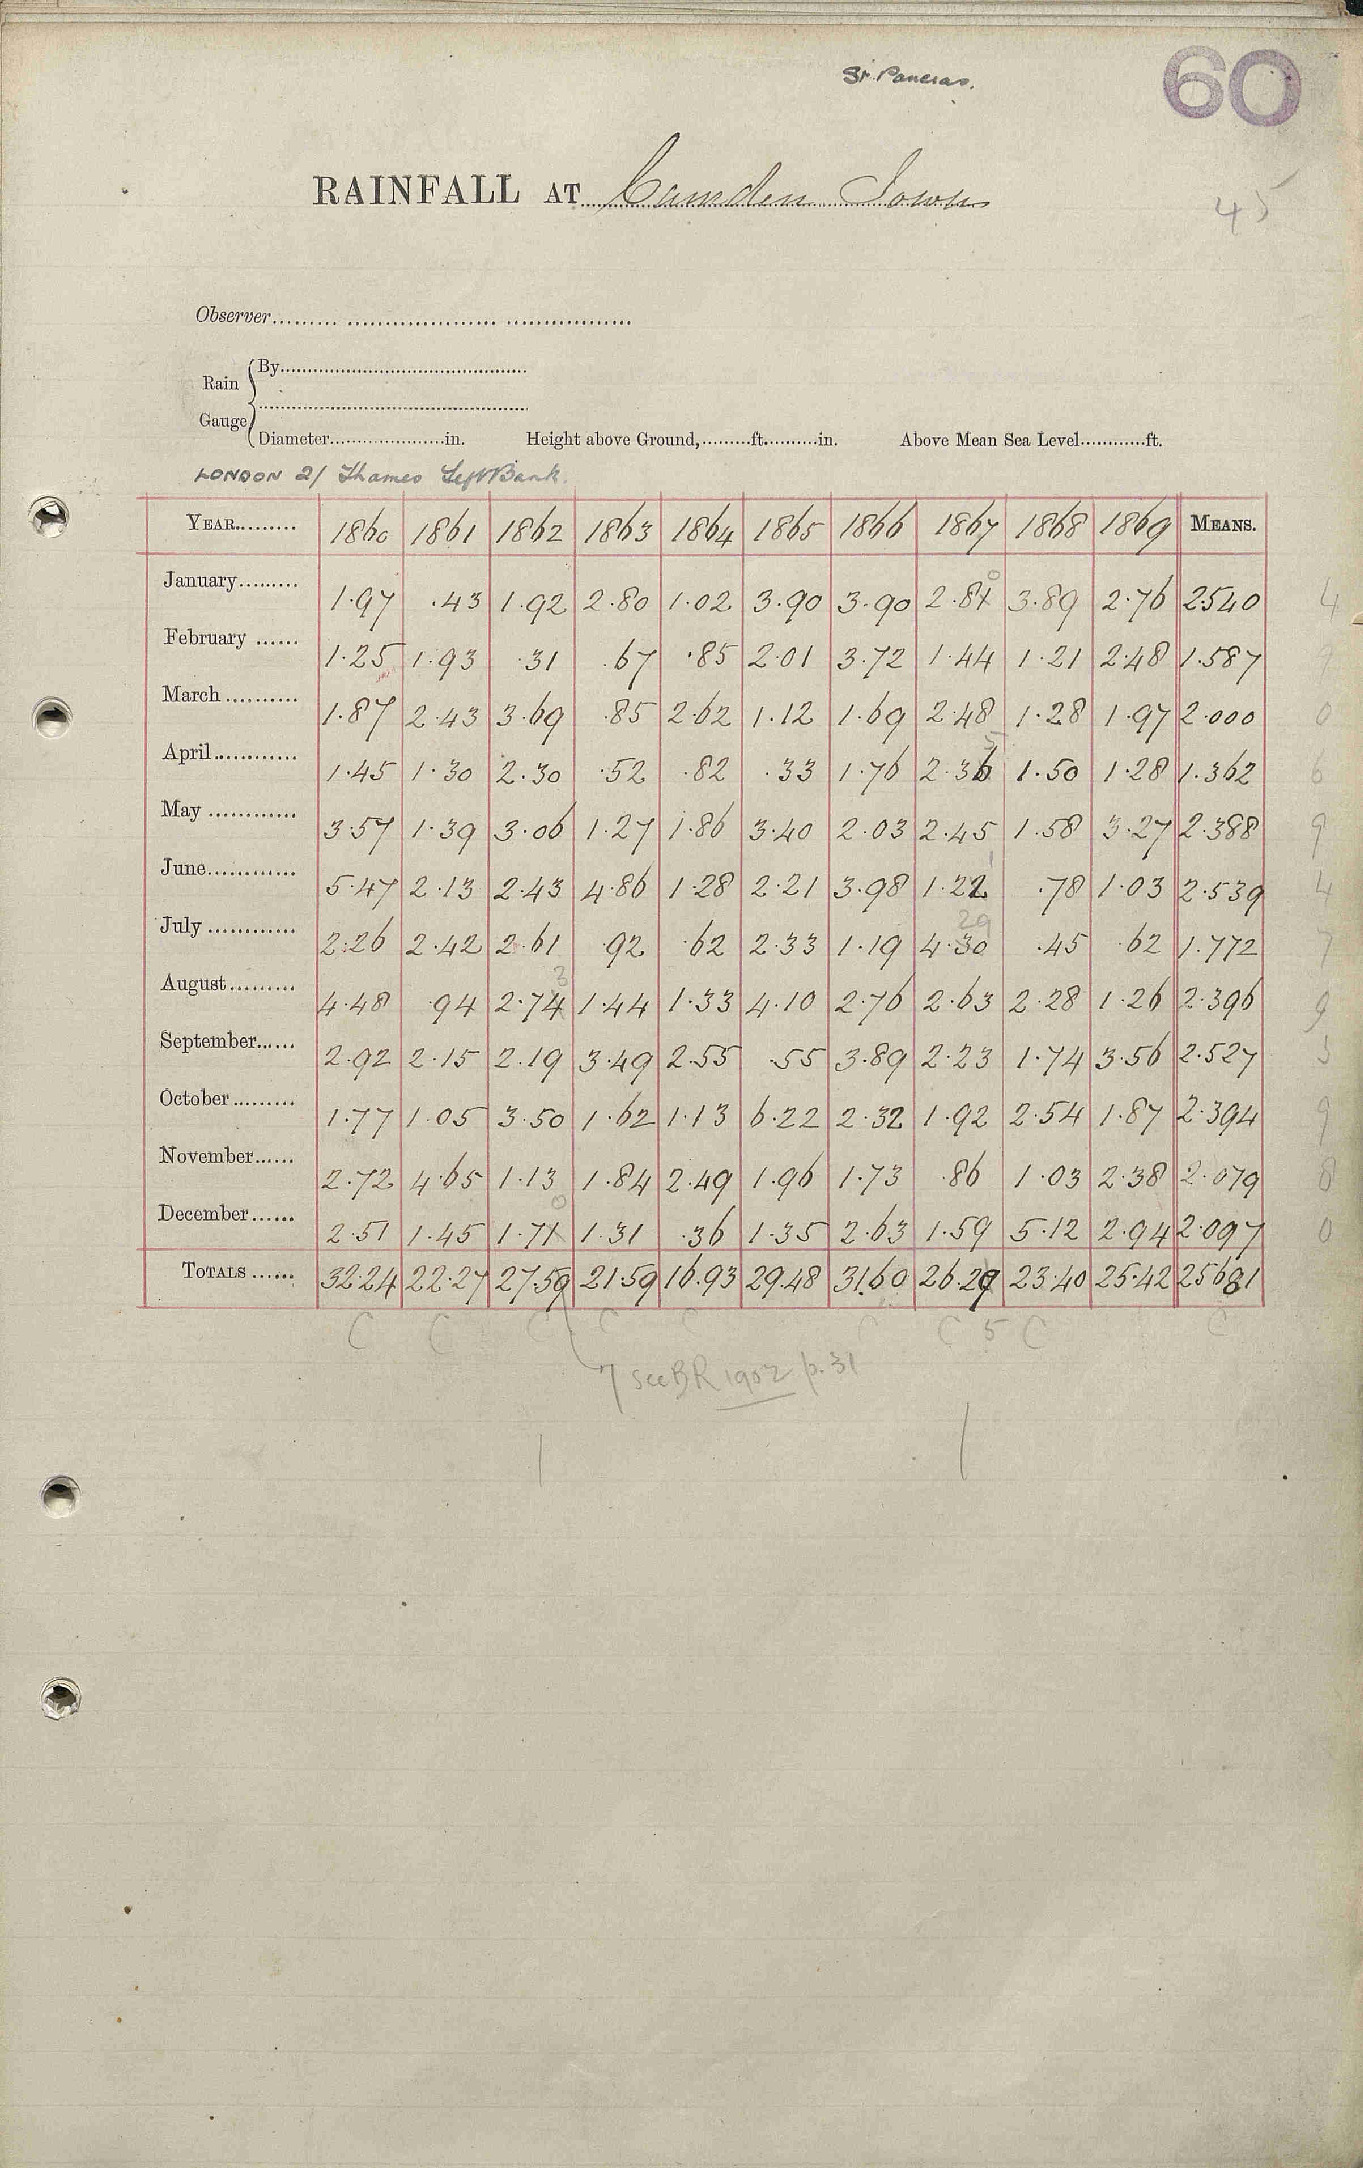 St. Pancras.
60
RAINFALL AT Camden Town
45
Observer
Rain Gauge
By
Diameter in. Height above Ground, ft. in. Above Mean Sea Level ft.
LONDON 2/ Thames Left Bank.
YEAR 1860 1861 1862 1863 1864 1865 1866 1867 1868 1869 MEANS.
January 1.97 .43 1.92 2.80 1.02 3.90 3.90 2.81 0 3.89 2.76 2540 4
February 1.25 1.93 .31 .67 .85 2.01 3.72 1.44 1.21 2.48 1.587
March 1.87 2.43 3.69 .85 2.62 1.12 1.69 2.48 1.28 1.97 2.000 0
April 1.45 1.30 2.30 .52 .82 .33 1.76 2.36 5 1.50 1.28 1.362 6
May 3.57 1.39 3.06 1.27 1.86 3.40 2.03 2.45 1.58 3.27 2.388 9
June 5.47 2.13 2.43 4.86 1.28 2.21 3.98 1.22 1 .78 1.03 2.539 4
July 2.26 2.42 2.61 .92 .62 2.33 1.19 4.30 29 .45 .62 1.772 7
August 4.48 .94 2.74 3 1.44 1.33 4.10 2.76 2.63 2.28 1.26 2.396 9
September 2.92 2.15 2.19 3.49 2.55 .55 3.89 2.23 1.74 3.56 2.527 5
October 1.77 1.05 3.50 1.62 1.13 6.22 2.32 1.92 2.54 1.87 2.394 9
November 2.72 4.65 1.13 1.84 2.49 1.96 1.73 .86 1.03 2.38 2.079 8
December 2.51 1.45 1.71 0 1.31 .36 1.35 2.63 1.59 5.12 2.94 2.097 0
TOTALS 32.24 22.27 27.59 21.59 16.93 29.48 31.60 26.29 23.40 25.42 25681
C C C C C C C 5 C C
7 see BR 1902 p. 31